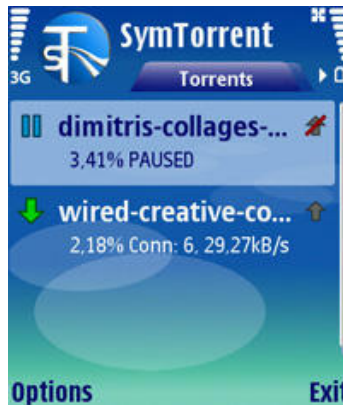 SymTorrent
3G
Torrents
dimitris-collages-...
3,41% PAUSED
wired-creative-co...
2,18% Conn: 6, 29,27kB/s
Options Exit